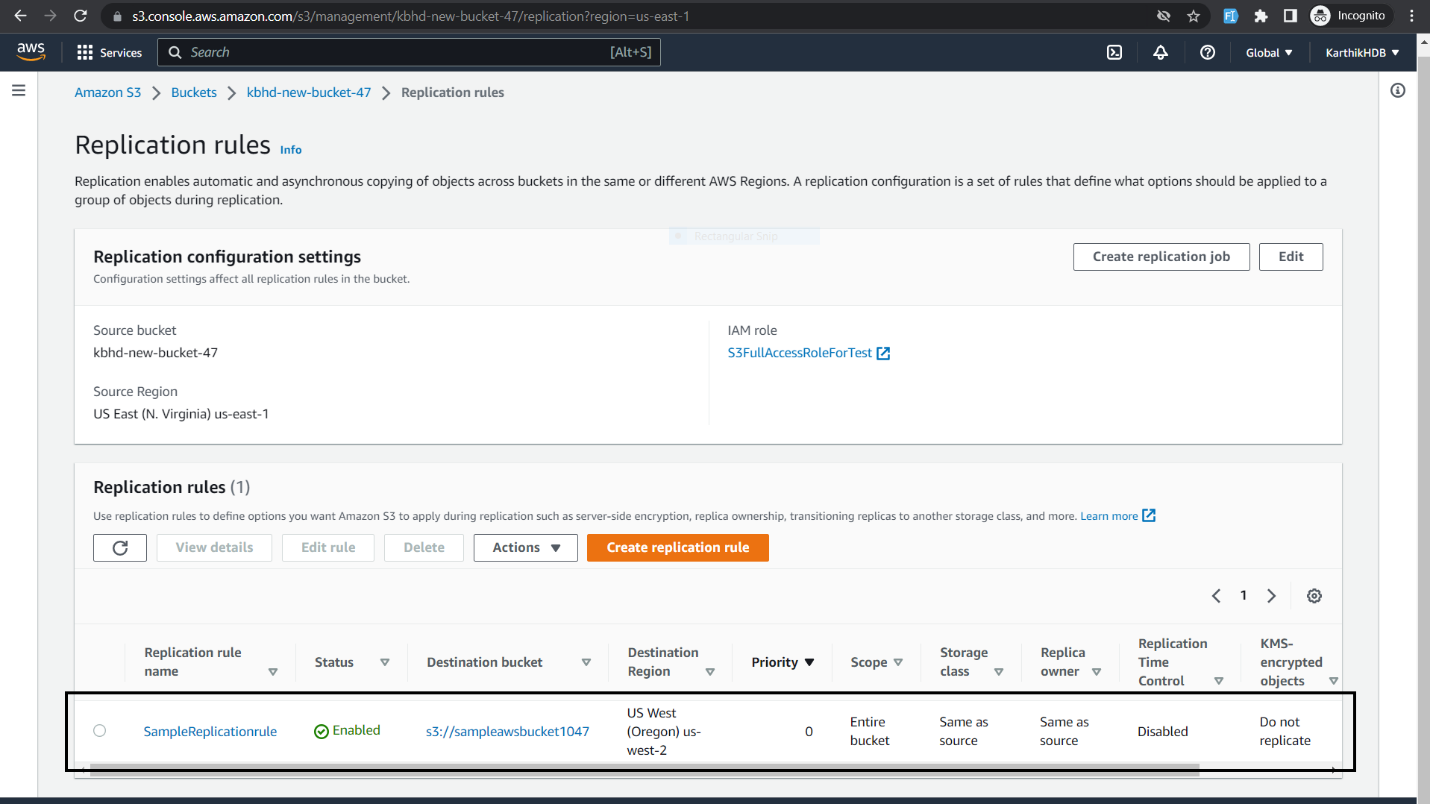 s3.console.aws.amazon.com/s3/management/kbhd-new-bucket-47/replication?region=us-east-1
Incognito
aws
Services
Search
[Alt+S]
Global
KarthikHDB
Amazon S3
Buckets
kbhd-new-bucket-47
Replication rules
Replication rules
Info
Replication enables automatic and asynchronous copying of objects across buckets in the same or different AWS Regions. A replication configuration is a set of rules that define what options should be applied to a
group of objects during replication.
Rectangular Snip
Replication configuration settings
Configuration settings affect all replication rules in the bucket.
Create replication job
Edit
Source bucket
kbhd-new-bucket-47
Source Region
US East (N. Virginia) us-east-1
IAM role
S3FullAccessRoleForTest
Replication rules (1)
Use replication rules to define options you want Amazon S3 to apply during replication such as server-side encryption, replica ownership, transitioning replicas to another storage class, and more. Learn more
View details
Edit rule
Delete
Actions
Create replication rule
1
Replication rule
name
Status
Destination bucket
Destination
Region
Priority
Scope
Storage
class
Replica
owner
Replication
Time
Control
KMS-
encrypted
objects
SampleReplicationrule
Enabled
s3://sampleawsbucket1047
US West
(Oregon) us-
west-2
0
Entire
bucket
Same as
source
Same as
source
Disabled
Do not
replicate